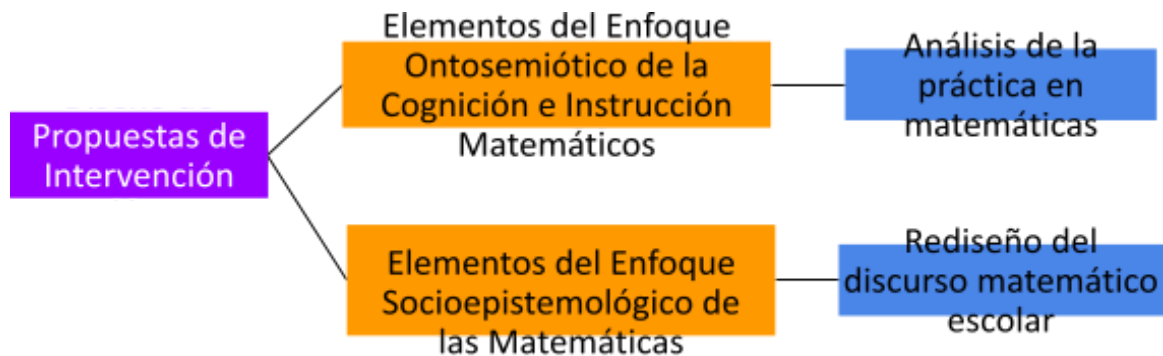 Propuestas de
Intervención
Elementos del Enfoque
Ontosemiótico de la
Cognición e Instrucción
Matemáticos
Análisis de la
práctica en
matemáticas
Elementos del Enfoque
Socioepistemológico de
las Matemáticas
Rediseño del
discurso matemático
escolar